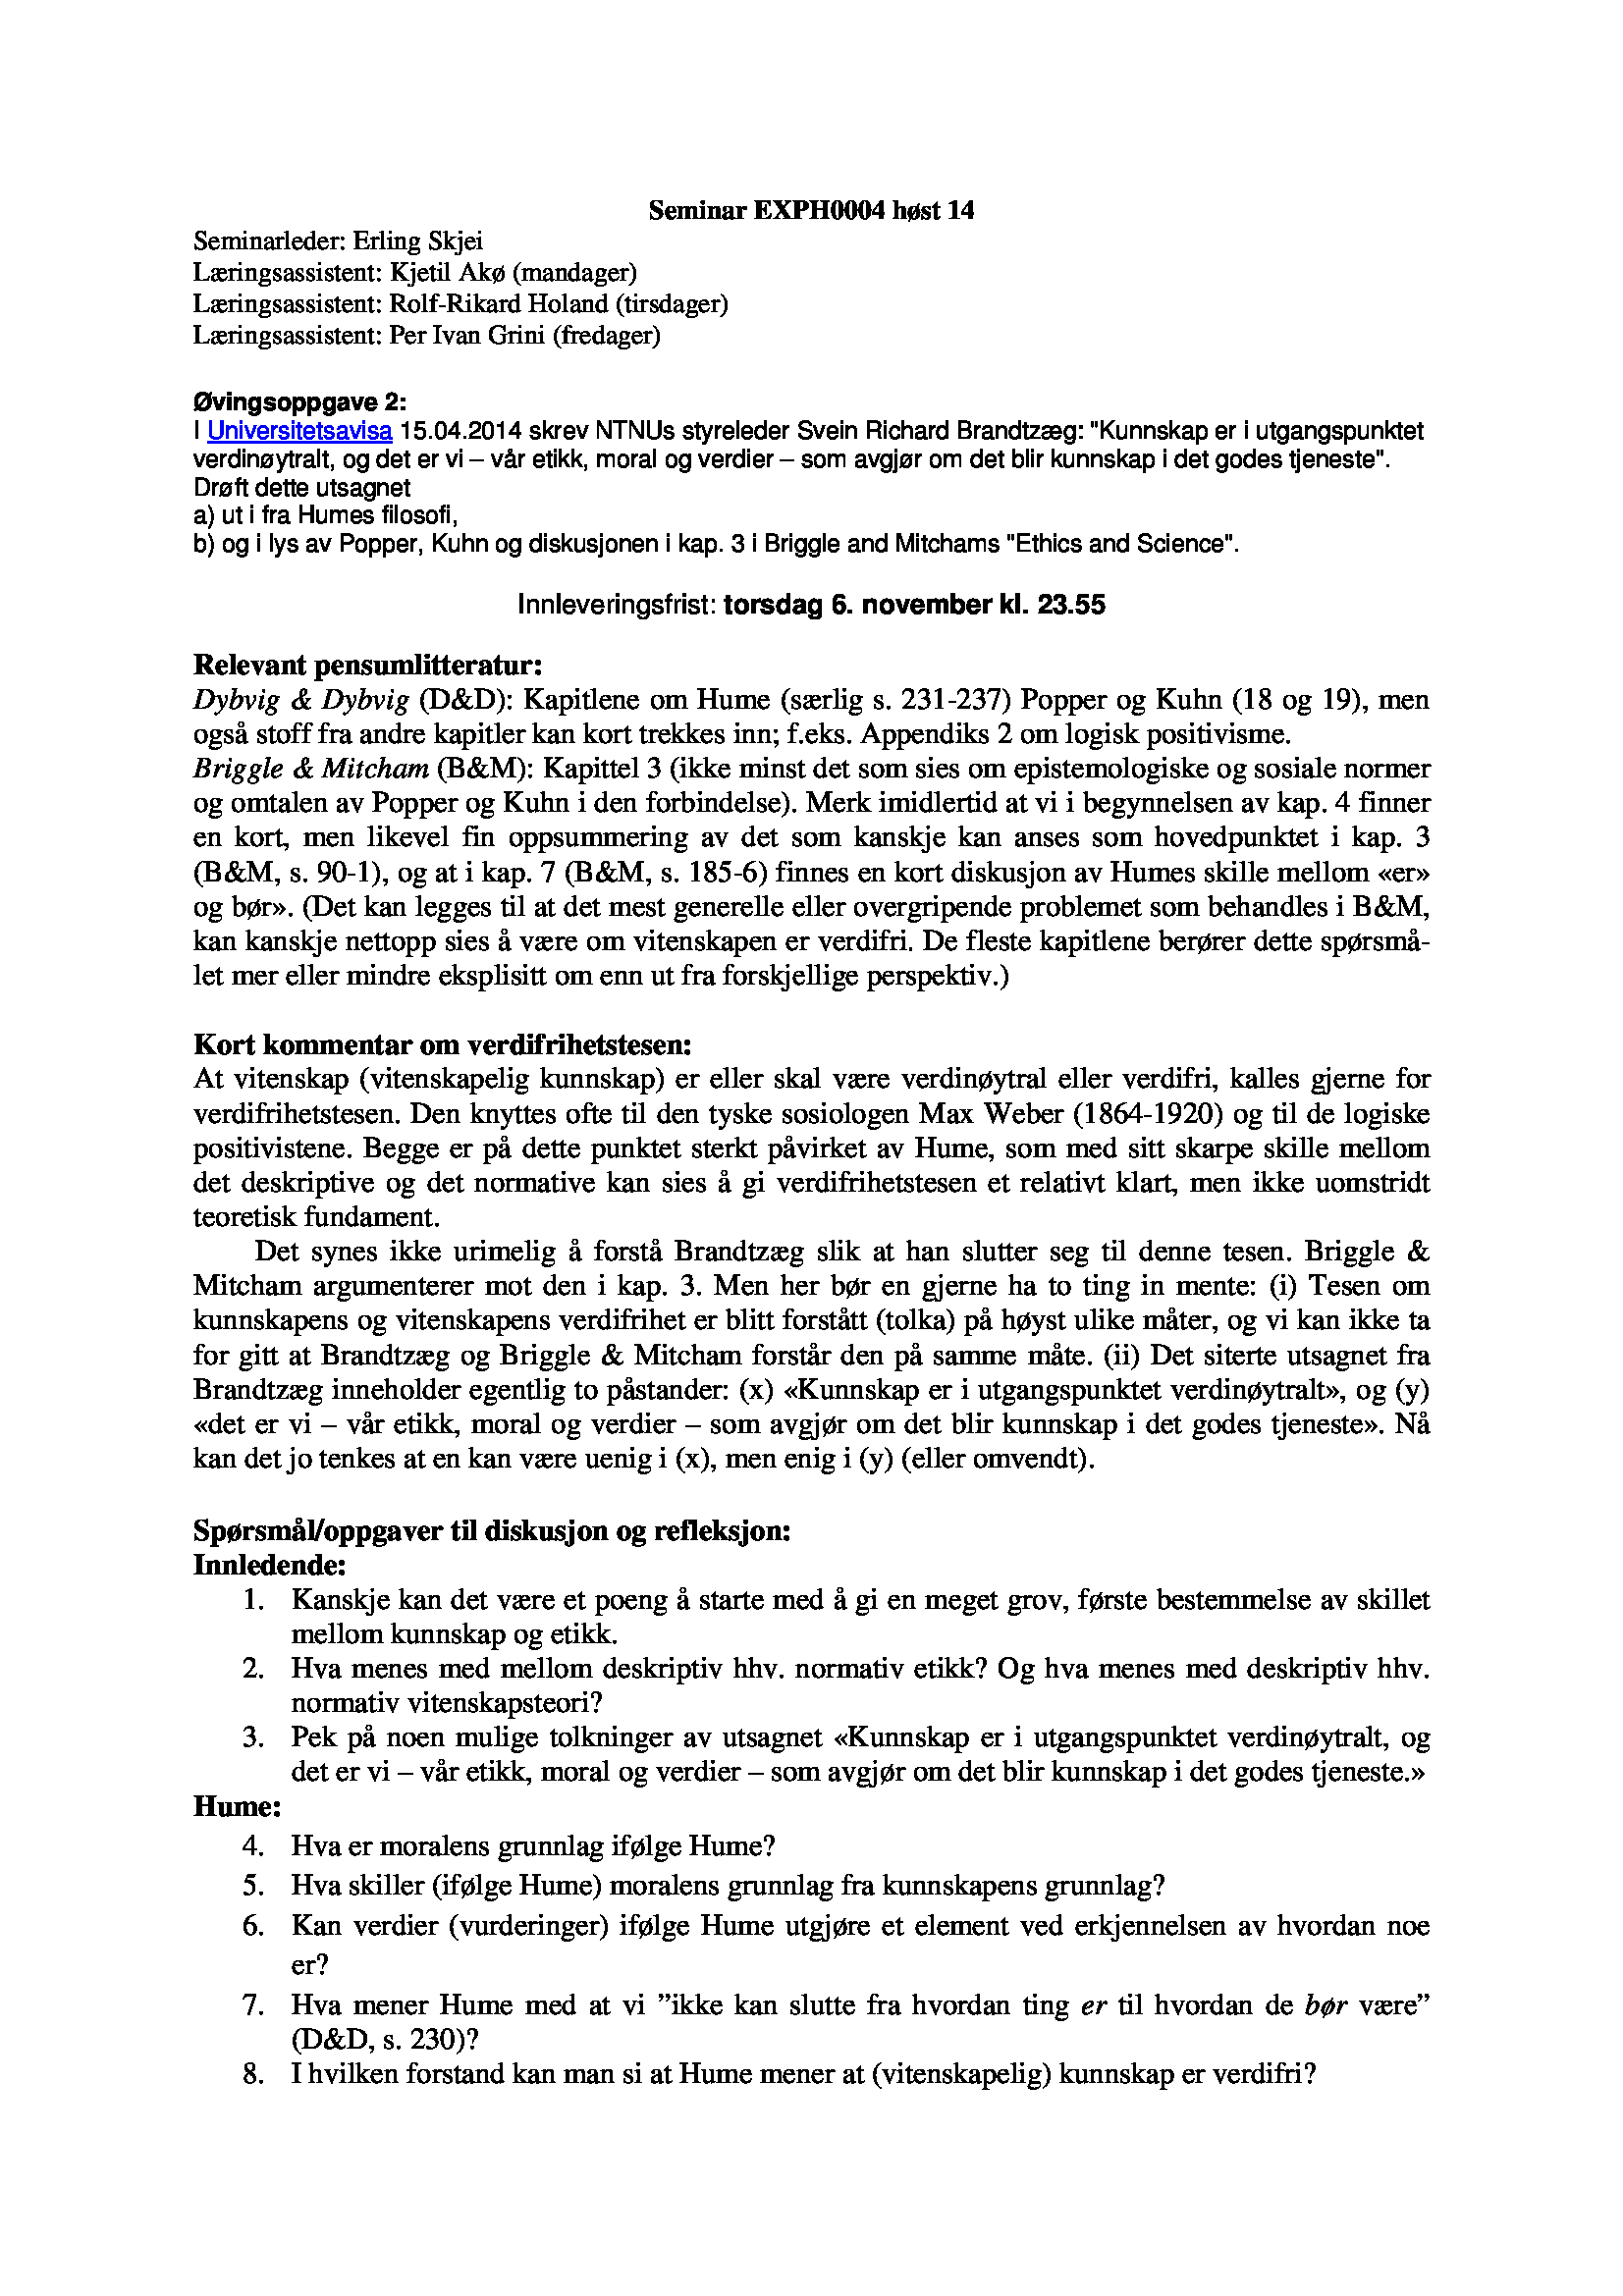 Seminar EXPH0004 høst 14
Seminarleder: Erling Skjei
Læringsassistent: Kjetil Akø (mandager)
Læringsassistent: Rolf-Rikard Holand (tirsdager)
Læringsassistent: Per Ivan Grini (fredager)
Øvingsoppgave 2:
I Universitetsavisa 15.04.2014 skrev NTNUs styreleder Svein Richard Brandtzæg: "Kunnskap er i utgangspunktet
verdinøytralt, og det er vi – vår etikk, moral og verdier – som avgjør om det blir kunnskap i det godes tjeneste".
Drøft dette utsagnet
a) ut i fra Humes filosofi,
b) og i lys av Popper, Kuhn og diskusjonen i kap. 3 i Briggle and Mitchams "Ethics and Science".
Innleveringsfrist: torsdag 6. november kl. 23.55
Relevant pensumlitteratur:
Dybvig & Dybvig (D&D): Kapitlene om Hume (særlig s. 231-237) Popper og Kuhn (18 og 19), men
også stoff fra andre kapitler kan kort trekkes inn; f.eks. Appendiks 2 om logisk positivisme.
Briggle & Mitcham (B&M): Kapittel 3 (ikke minst det som sies om epistemologiske og sosiale normer
og omtalen av Popper og Kuhn i den forbindelse). Merk imidlertid at vi i begynnelsen av kap. 4 finner
en kort, men likevel fin oppsummering av det som kanskje kan anses som hovedpunktet i kap. 3
(B&M, s. 90-1), og at i kap. 7 (B&M, s. 185-6) finnes en kort diskusjon av Humes skille mellom «er»
og bør». (Det kan legges til at det mest generelle eller overgripende problemet som behandles i B&M,
kan kanskje nettopp sies å være om vitenskapen er verdifri. De fleste kapitlene berører dette spørsmå-
let mer eller mindre eksplisitt om enn ut fra forskjellige perspektiv.)
Kort kommentar om verdifrihetstesen:
At vitenskap (vitenskapelig kunnskap) er eller skal være verdinøytral eller verdifri, kalles gjerne for
verdifrihetstesen. Den knyttes ofte til den tyske sosiologen Max Weber (1864-1920) og til de logiske
positivistene. Begge er på dette punktet sterkt påvirket av Hume, som med sitt skarpe skille mellom
det deskriptive og det normative kan sies å gi verdifrihetstesen et relativt klart, men ikke uomstridt
teoretisk fundament.
Det synes ikke urimelig å forstå Brandtzæg slik at han slutter seg til denne tesen. Briggle &
Mitcham argumenterer mot den i kap. 3. Men her bør en gjerne ha to ting in mente: (i) Tesen om
kunnskapens og vitenskapens verdifrihet er blitt forstått (tolka) på høyst ulike måter, og vi kan ikke ta
for gitt at Brandtzæg og Briggle & Mitcham forstår den på samme måte. (ii) Det siterte utsagnet fra
Brandtzæg inneholder egentlig to påstander: (x) «Kunnskap er i utgangspunktet verdinøytralt», og (y)
«det er vi – vår etikk, moral og verdier – som avgjør om det blir kunnskap i det godes tjeneste». Nå
kan det jo tenkes at en kan være uenig i (x), men enig i (y) (eller omvendt).
Spørsmål/oppgaver til diskusjon og refleksjon:
Innledende:
1. Kanskje kan det være et poeng å starte med å gi en meget grov, første bestemmelse av skillet
mellom kunnskap og etikk.
2. Hva menes med mellom deskriptiv hhv. normativ etikk? Og hva menes med deskriptiv hhv.
normativ vitenskapsteori?
3. Pek på noen mulige tolkninger av utsagnet «Kunnskap er i utgangspunktet verdinøytralt, og
det er vi – vår etikk, moral og verdier – som avgjør om det blir kunnskap i det godes tjeneste.»
Hume:
4. Hva er moralens grunnlag ifølge Hume?
5. Hva skiller (ifølge Hume) moralens grunnlag fra kunnskapens grunnlag?
6. Kan verdier (vurderinger) ifølge Hume utgjøre et element ved erkjennelsen av hvordan noe
er?
7. Hva mener Hume med at vi ”ikke kan slutte fra hvordan ting er til hvordan de bør være”
(D&D, s. 230)?
8. I hvilken forstand kan man si at Hume mener at (vitenskapelig) kunnskap er verdifri?